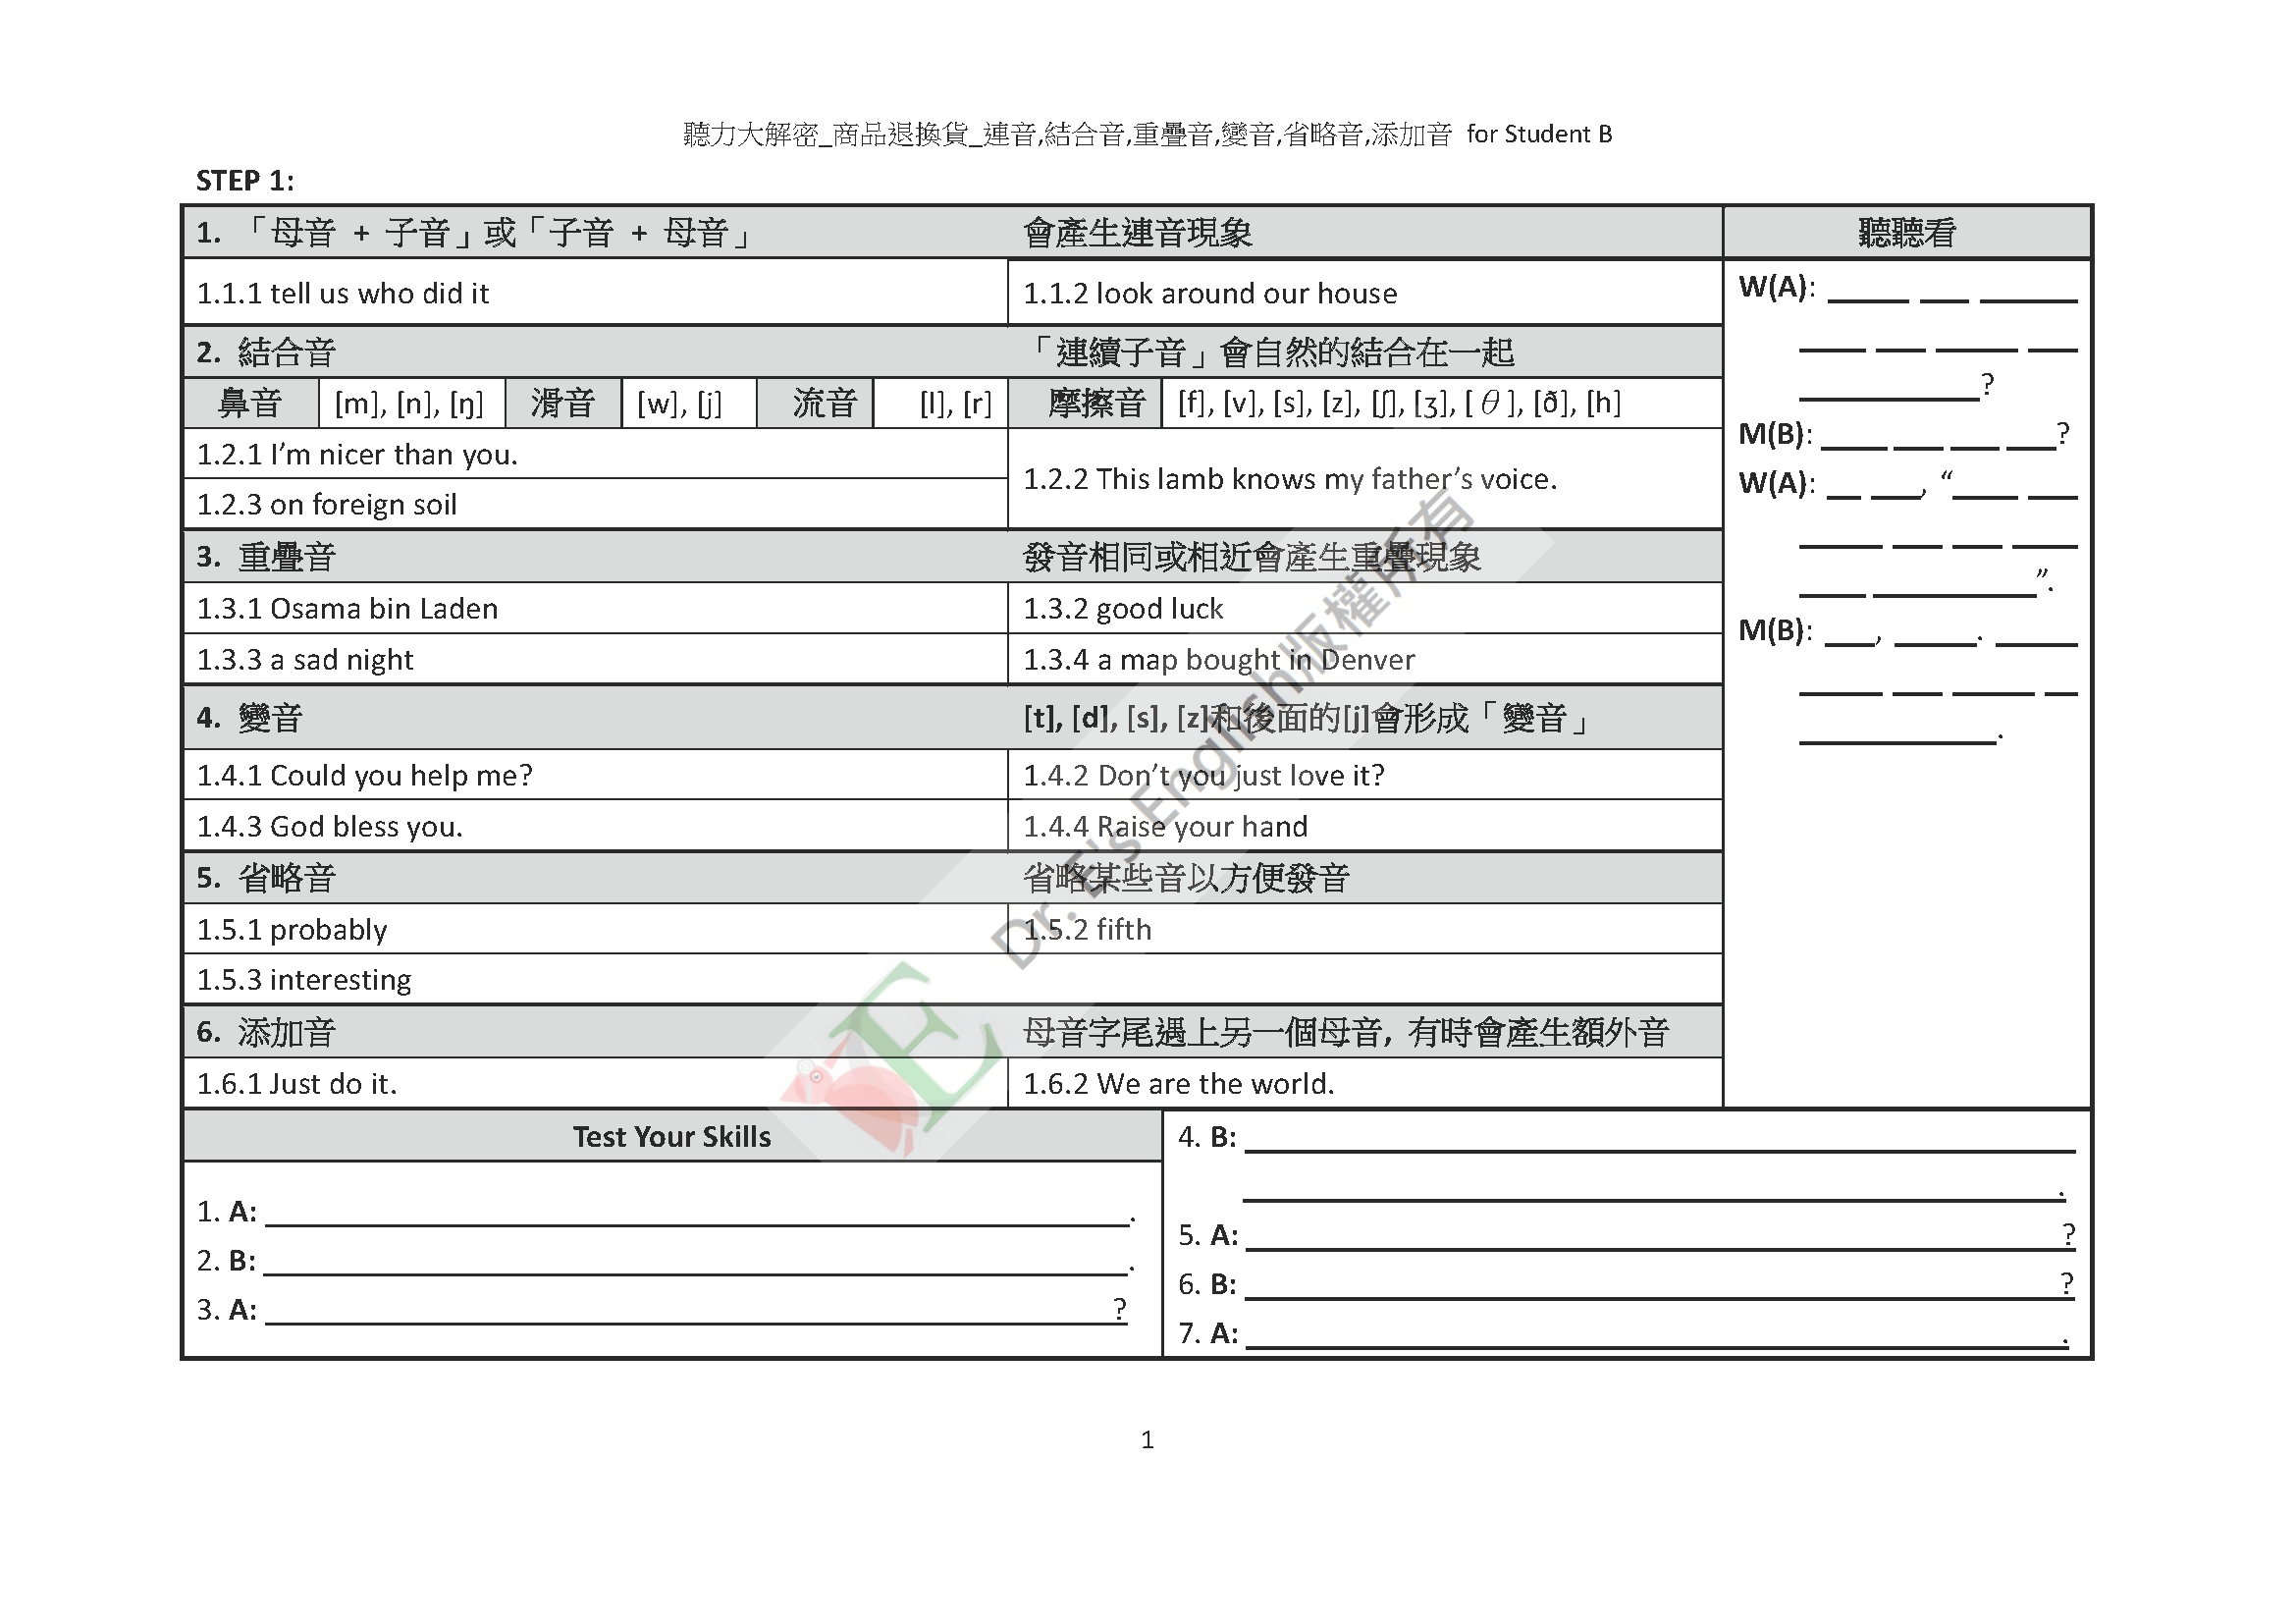 聽力大解密_商品退換貨_連音,結合音,重疊音,變音,省略音,添加音 for Student B
STEP 1:
1. 「母音 + 子音」或「子音 + 母音」 會產生連音現象
聽聽看
1.1.1 tell us who did it
1.1.2 look around our house
2. 結合音 「連續子音」會自然的結合在一起
鼻音 [m], [n], [ŋ] 滑音 [w], [j] 流音 [l], [r] 摩擦音 [f], [v], [s], [z], [ʃ], [ʒ], [θ], [ð], [h]
1.2.1 I’m nicer than you.
1.2.2 This lamb knows my father’s voice.
1.2.3 on foreign soil
3. 重疊音 發音相同或相近會產生重疊現象
1.3.1 Osama bin Laden
1.3.2 good luck
1.3.3 a sad night
1.3.4 a map bought in Denver
4. 變音 [t], [d], [s], [z]和後面的[j]會形成「變音」
1.4.1 Could you help me?
1.4.2 Don’t you just love it?
1.4.3 God bless you.
1.4.4 Raise your hand
5. 省略音 省略某些音以方便發音
1.5.1 probably
1.5.2 fifth
1.5.3 interesting
6. 添加音 母音字尾遇上另一個母音, 有時會產生額外音
1.6.1 Just do it.
1.6.2 We are the world.
W(A): _____ ___ ______
____ ___ _____ ___
___________?
M(B): ____ ___ ___ ___?
W(A): __ ___, “____ ___
_____ ___ ___ ____
____ __________”.
M(B): ___, _____. _____
_____ ___ _____ __
____________.
Test Your Skills
1. A: ______________________.
2. B: ______________________.
3. A: ______________________?
4. B: ______________________
______________________.
5. A: ______________________?
6. B: ______________________?
7. A: ______________________.
E
Dr. E's English版權所有
1